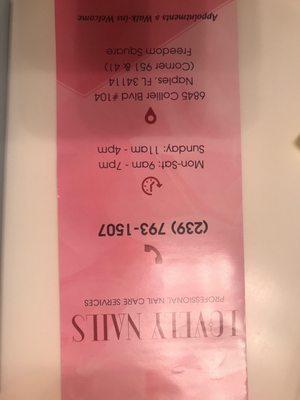 LOVELY NAILS
PROFESSIONAL NAIL CARE SERVICES
(239) 793-1507
Mon-Sat: 9am - 7pm
Sunday: 11am - 4pm
6845 Collier Blvd #104
Naples, FL 34114
(Corner 951 & 41)
Freedom Square
Appointments & Walk-ins Welcome